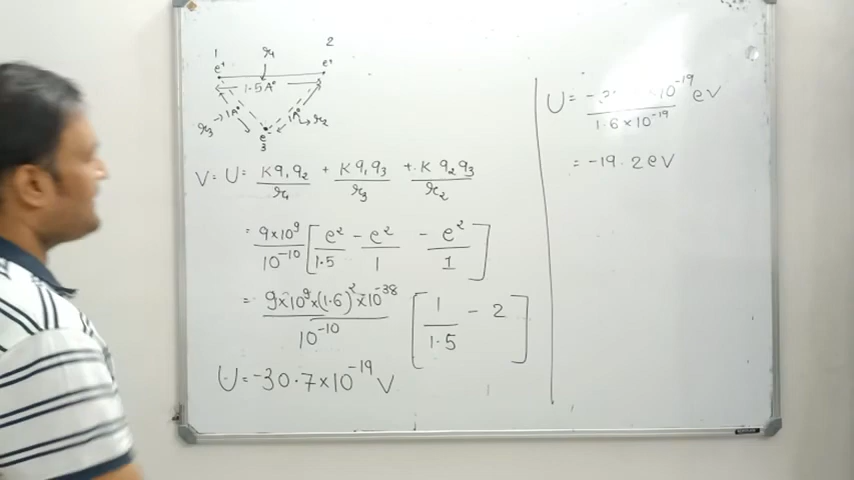 1 r₁ 2
e⁺ e⁺
1.5A°
r₃ → 1A° 1A° → r₂
e⁻
3
V = U = Kq₁q₂/r₁ + Kq₁q₃/r₃ + Kq₂q₃/r₂
= 9×10⁹/10⁻¹⁰ [e²/1.5 - e²/1 - e²/1]
= 9×10⁹×(1.6)²×10⁻³⁸/10⁻¹⁰ [1/1.5 - 2]
U = -30.7×10⁻¹⁹ V
U = -3 10⁻¹⁹/1.6×10⁻¹⁹ eV
= -19.2eV